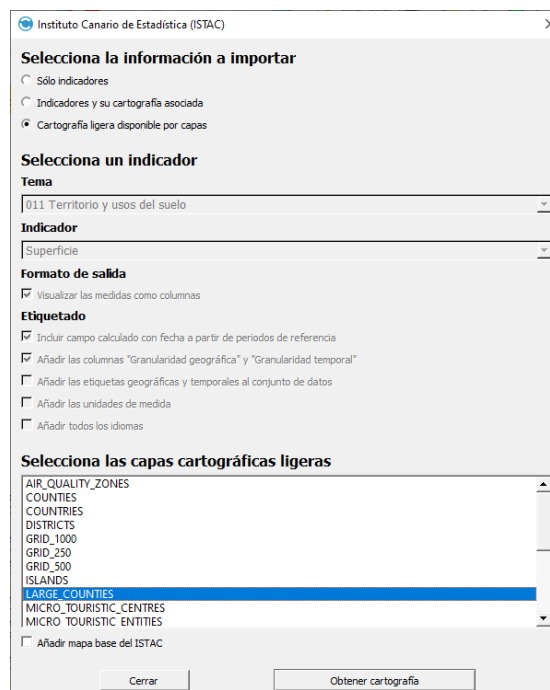 Instituto Canario de Estadística (ISTAC)
Selecciona la información a importar
Sólo indicadores
Indicadores y su cartografía asociada
Cartografía ligera disponible por capas
Selecciona un indicador
Tema
011 Territorio y usos del suelo
Indicador
Superficie
Formato de salida
Visualizar las medidas como columnas
Etiquetado
Incluir campo calculado con fecha a partir de periodos de referencia
Añadir las columnas "Granularidad geográfica" y "Granularidad temporal"
Añadir las etiquetas geográficas y temporales al conjunto de datos
Añadir las unidades de medida
Añadir todos los idiomas
Selecciona las capas cartográficas ligeras
AIR_QUALITY_ZONES
COUNTIES
COUNTRIES
DISTRICTS
GRID_1000
GRID_250
GRID_500
ISLANDS
LARGE_COUNTIES
MICRO_TOURISTIC_CENTRES
MICRO_TOURISTIC_ENTITIES
Añadir mapa base del ISTAC
Cerrar Obtener cartografía